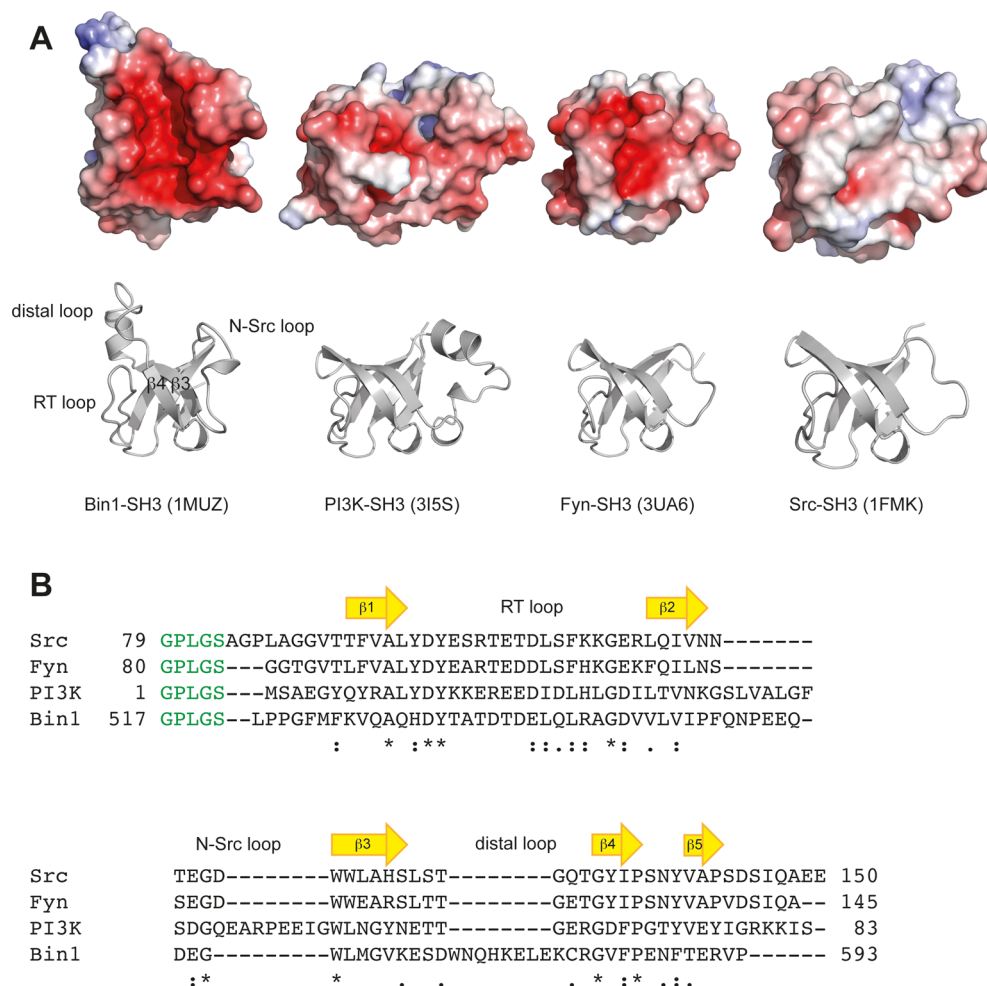 A
distal loop
N-Src loop
β4 β3
RT loop
Bin1-SH3 (1MUZ)
PI3K-SH3 (3I5S)
Fyn-SH3 (3UA6)
Src-SH3 (1FMK)
B
β1 RT loop β2
Src 79 GPLGSAGPLAGGVTTFVALYDYESRTETDLSFKKGERLQIVNN-------
Fyn 80 GPLGS---GGTGVTLFVALYDYEARTEDDLSFHKGEKFQILNS-------
PI3K 1 GPLGS---MSAEGYQYRALYDYKKEREEDIDLHLGDILTVNKGSLVALGF
Bin1 517 GPLGS--LPPGFMFKVQAQHDYTATDTDELQLRAGDVVLVIPFQNPEEQ-
: * :** ::.:: *: . :
N-Src loop β3 distal loop β4 β5
Src TEGD--------WWLAHSLST--------GQTGYIPSNYVAPSDSIQAEE 150
Fyn SEGD--------WWEARSLTT--------GETGYIPSNYVAPVDSIQA-- 145
PI3K SDGQEARPEEIGWLNGYNETT--------GERGDFPGTYVEYIGRKKIS- 83
Bin1 DEG---------WLMGVKESDWNQHKELEKCRGVFPENFTERVP------ 593
:* * . . . * :* .:.